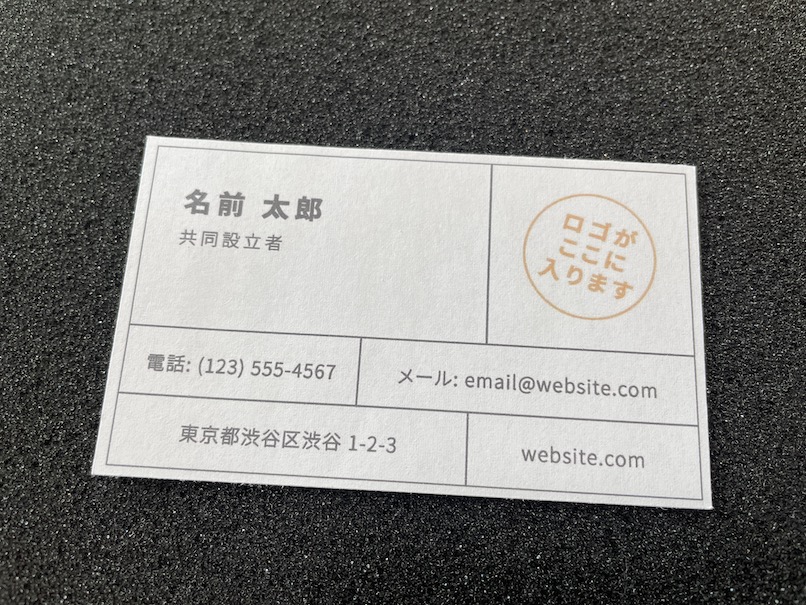 名前 太郎
共同設立者
ロゴが
ここに
入ります
電話: (123) 555-4567
メール: email@website.com
東京都渋谷区渋谷 1-2-3
website.com